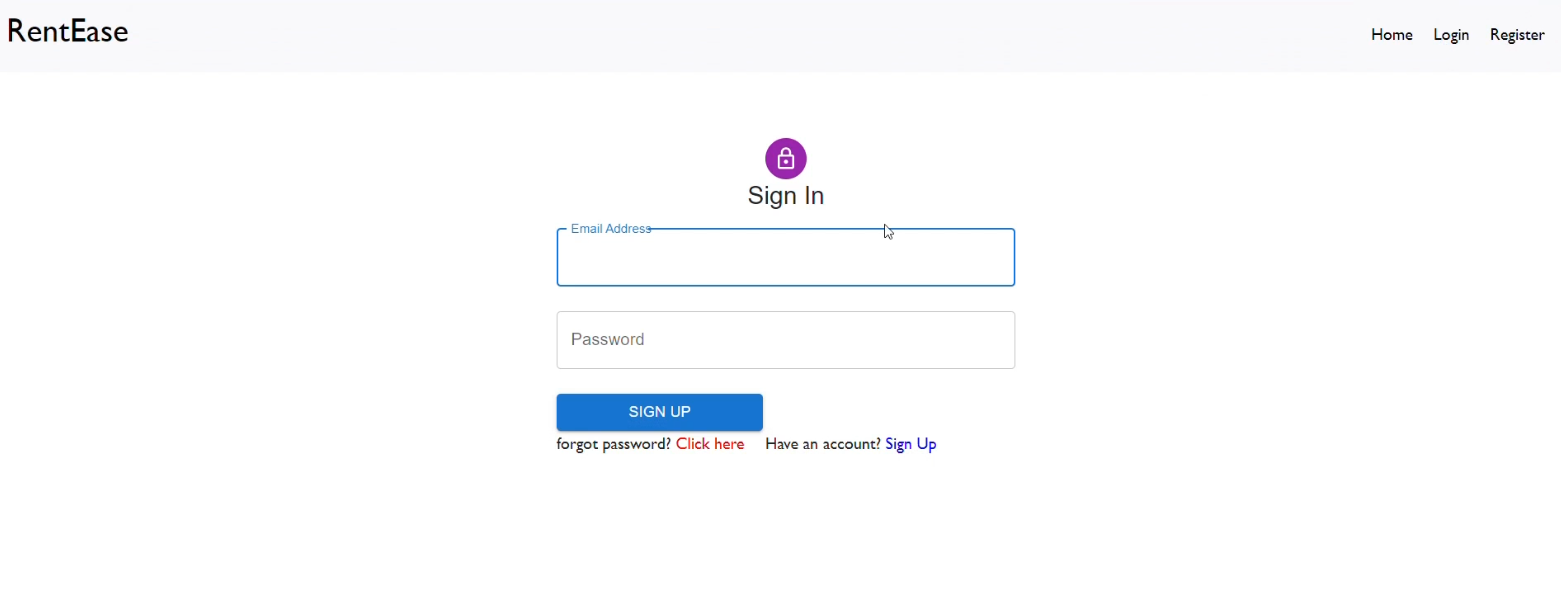 RentEase
Home Login Register
Sign In
Email Address
Password
SIGN UP
forgot password? Click here Have an account? Sign Up